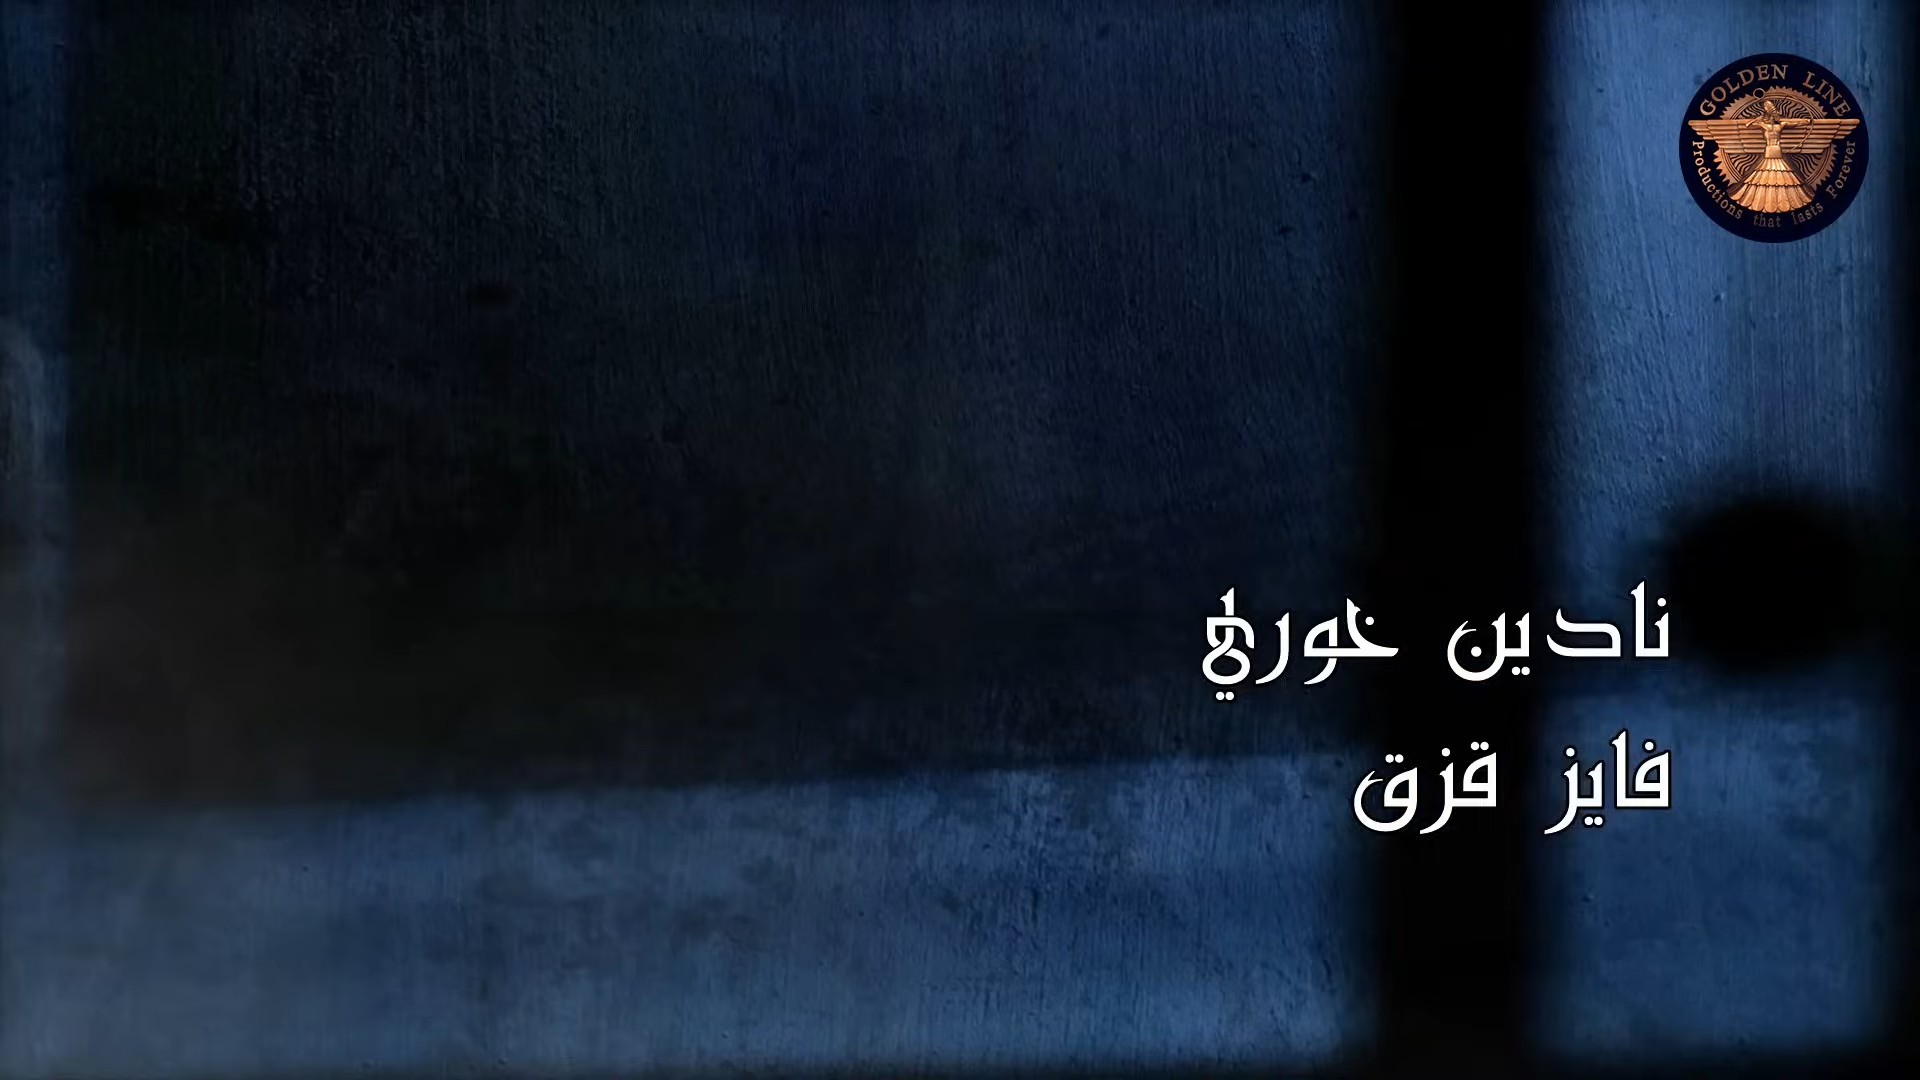 GOLDEN LINE
Productions that lasts Forever
نادين خوري
فايز قزق